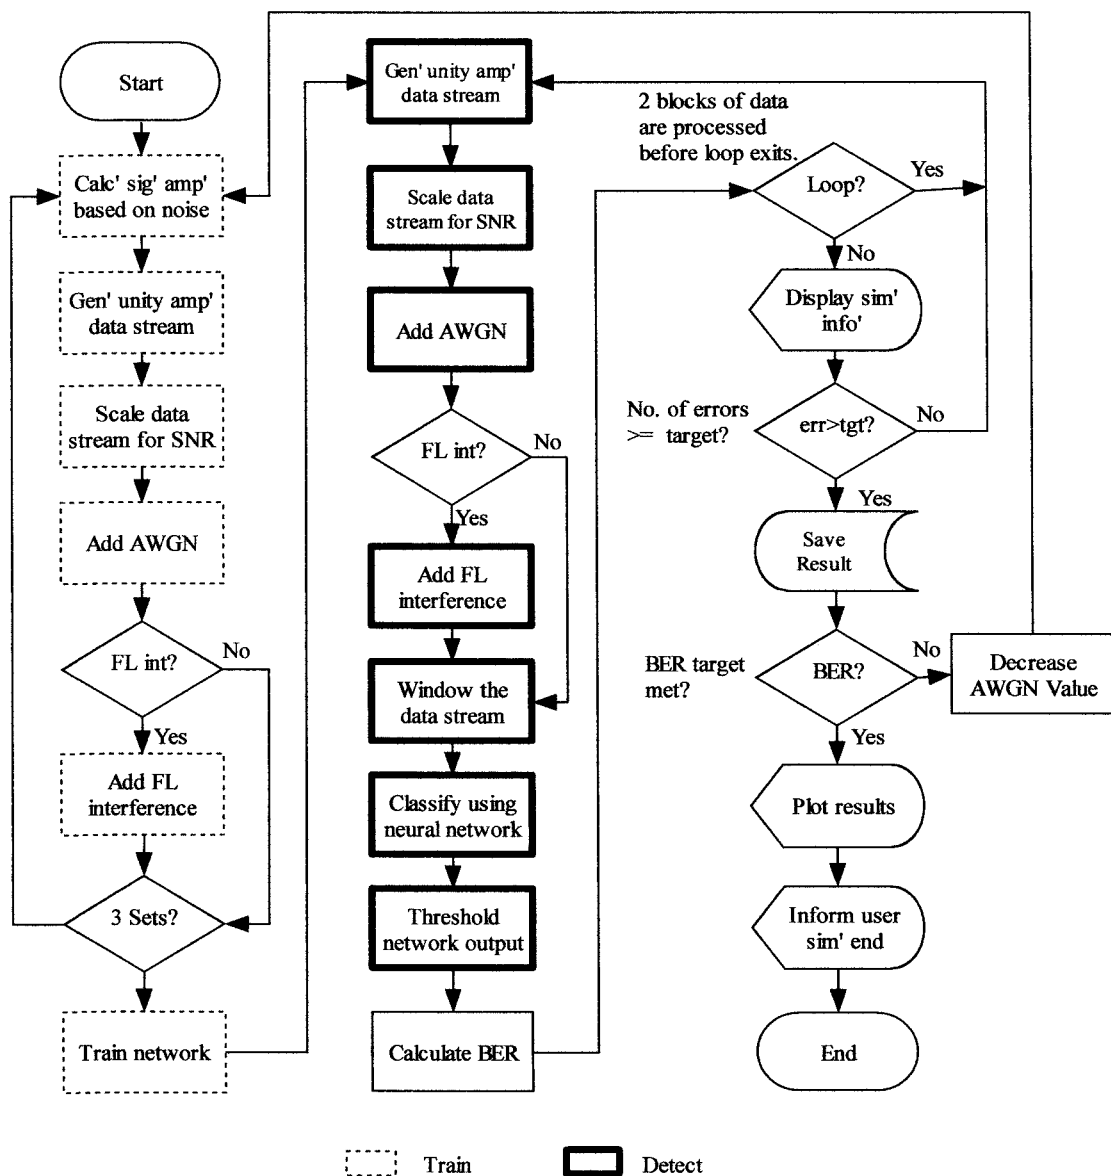 Start
Calc' sig' amp'
based on noise
Gen' unity amp'
data stream
Scale data
stream for SNR
Add AWGN
FL int?
No
Yes
Add FL
interference
3 Sets?
Train network
Gen' unity amp'
data stream
Scale data
stream for SNR
Add AWGN
FL int?
No
Yes
Add FL
interference
Window the
data stream
Classify using
neural network
Threshold
network output
Calculate BER
2 blocks of data
are processed
before loop exits.
Loop?
Yes
No
Display sim'
info'
No. of errors
>= target?
err>tgt?
No
Yes
Save
Result
BER target
met?
BER?
No
Decrease
AWGN Value
Yes
Plot results
Inform user
sim' end
End
Train
Detect